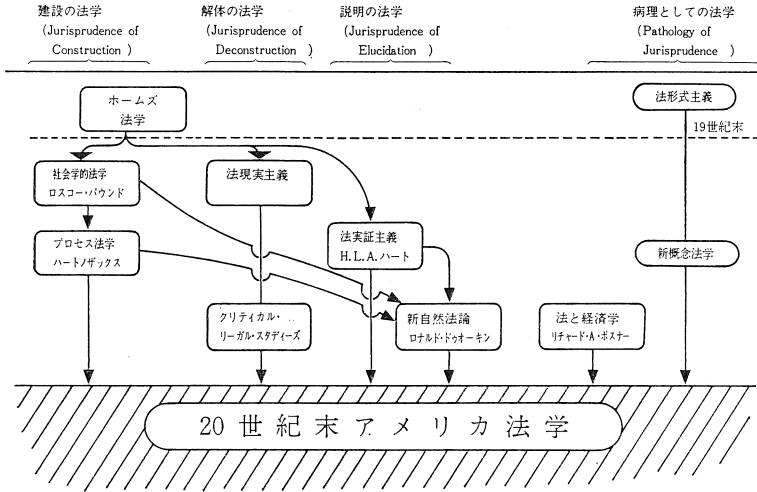 建設の法学
(Jurisprudence of
Construction )
解体の法学
(Jurisprudence of
Deconstruction )
説明の法学
(Jurisprudence of
Elucidation )
病理としての法学
(Pathology of
Jurisprudence )
ホームズ
法学
法形式主義
19世紀末
社会学的法学
ロスコー・パウンド
法現実主義
法実証主義
H.L.A.ハート
プロセス法学
ハート/ザックス
新概念法学
クリティカル・
リーガル・スタディーズ
新自然法論
ロナルド・ドゥオーキン
法と経済学
リチャード・A・ポスナー
20世紀末アメリカ法学